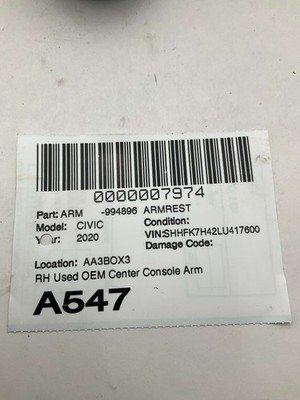 0000007974
Part: ARM -994896 ARMREST
Model: CIVIC Condition:
Year: 2020 VIN:SHHFK7H42LU417600
Damage Code:
Location: AA3BOX3
RH Used OEM Center Console Arm
A547